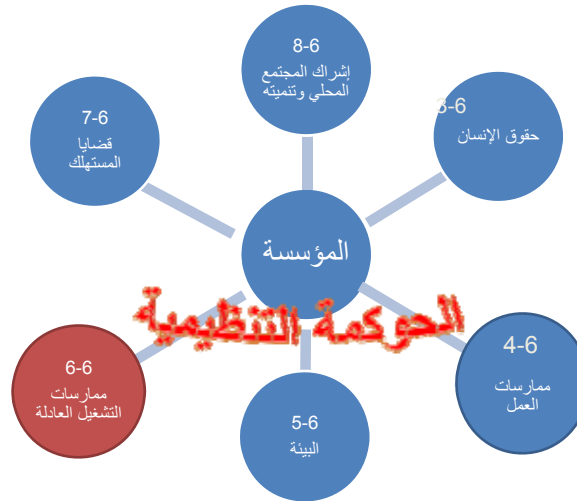 8-6
إشراك المجتمع
المحلي وتنميته
3-6
حقوق الإنسان
7-6
قضايا
المستهلك
المؤسسة
الحوكمة التنظيمية
4-6
ممارسات
العمل
6-6
ممارسات
التشغيل العادلة
5-6
البيئة